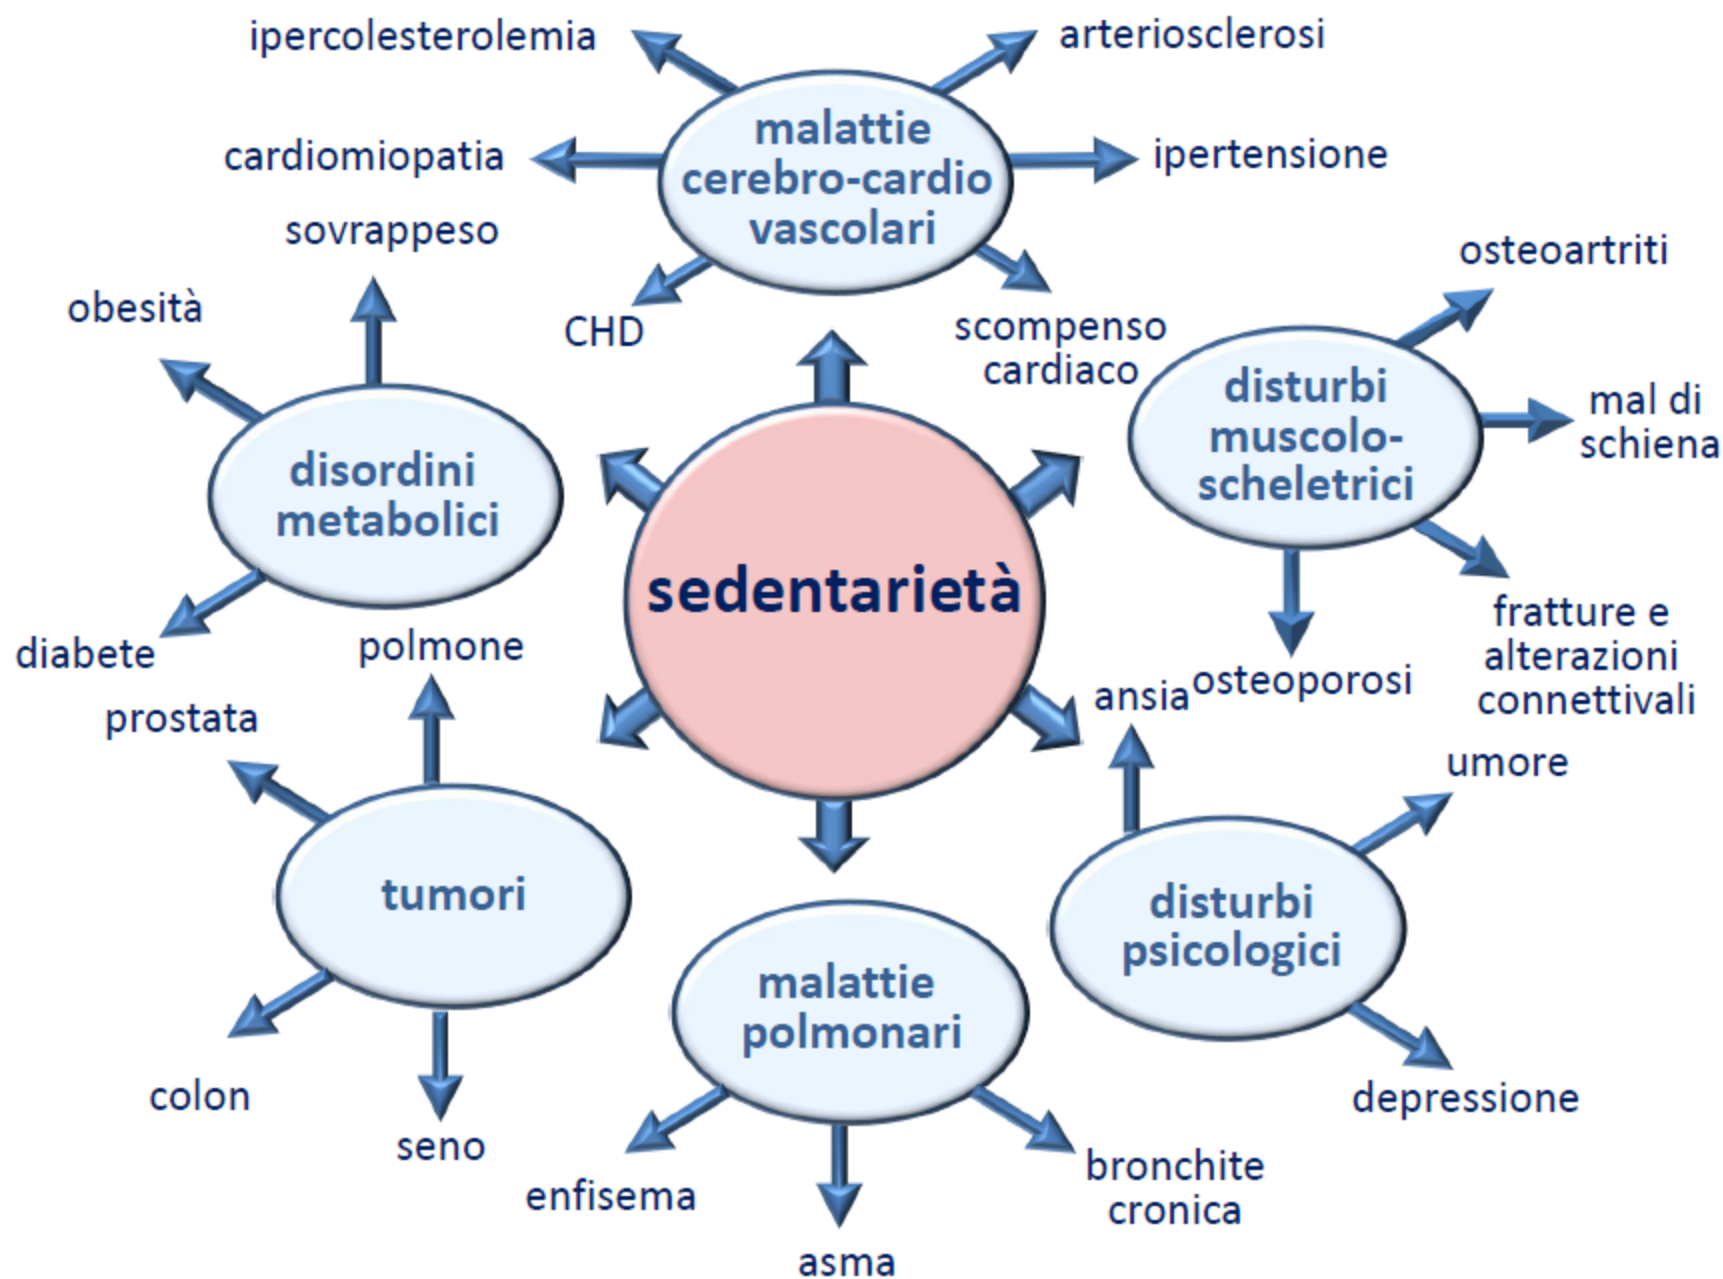 ipercolesterolemia
arteriosclerosi
malattie
cerebro-cardio
vascolari
cardiomiopatia
ipertensione
CHD
scompenso
cardiaco
sovrappeso
obesità
disordini
metabolici
diabete
osteoartriti
disturbi
muscolo-
scheletrici
mal di
schiena
fratture e
alterazioni
connettivali
osteoporosi
sedentarietà
polmone
prostata
tumori
colon
seno
malattie
polmonari
enfisema
asma
bronchite
cronica
ansia
umore
disturbi
psicologici
depressione